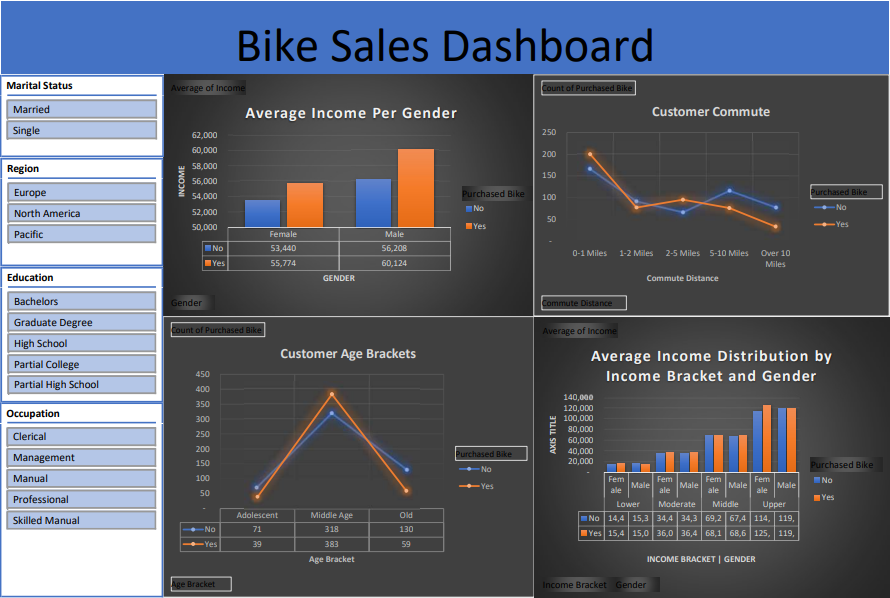 Bike Sales Dashboard
Marital Status
Married
Single
Region
Europe
North America
Pacific
Education
Bachelors
Graduate Degree
High School
Partial College
Partial High School
Occupation
Clerical
Management
Manual
Professional
Skilled Manual
Average of Income
Average Income Per Gender
62,000
60,000
58,000
56,000
54,000
52,000
50,000
INCOME
Female Male
No 53,440 56,208
Yes 55,774 60,124
GENDER
Purchased Bike
No
Yes
Gender
Count of Purchased Bike
Customer Commute
250
200
150
100
50
-
0-1 Miles 1-2 Miles 2-5 Miles 5-10 Miles Over 10
Miles
Commute Distance
Purchased Bike
No
Yes
Commute Distance
Count of Purchased Bike
Customer Age Brackets
450
400
350
300
250
200
150
100
50
-
Adolescent Middle Age Old
No 71 318 130
Yes 39 383 59
Age Bracket
Purchased Bike
No
Yes
Age Bracket
Average of Income
Average Income Distribution by
Income Bracket and Gender
140,000
120,000
100,000
80,000
60,000
40,000
20,000
-
AXIS TITLE
Fem Male Fem Male Fem Male Fem Male
ale ale ale ale
Lower Moderate Middle Upper
No 14,4 15,3 34,4 34,3 69,2 67,4 114, 119,
Yes 15,4 15,0 36,0 36,4 68,1 68,6 125, 119,
INCOME BRACKET | GENDER
Purchased Bike
No
Yes
Income Bracket Gender